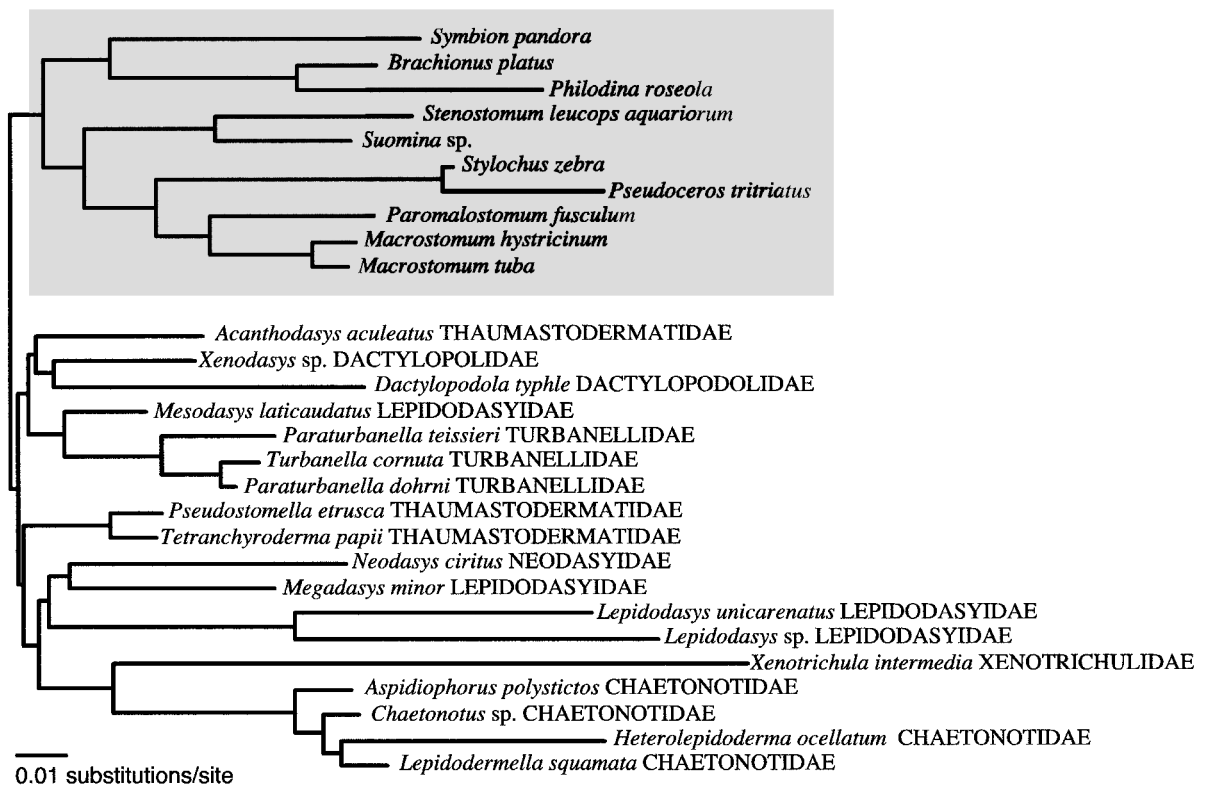 Symbion pandora
Brachionus platus
Philodina roseola
Stenostomum leucops aquariorum
Suomina sp.
Stylochus zebra
Pseudoceros tritriatus
Paromalostomum fusculum
Macrostomum hystricinum
Macrostomum tuba
Acanthodasys aculeatus THAUMASTODERMATIDAE
Xenodasys sp. DACTYLOPOLIDAE
Dactylopodola typhle DACTYLOPODOLIDAE
Mesodasys laticaudatus LEPIDODASYIDAE
Paraturbanella teissieri TURBANELLIDAE
Turbanella cornuta TURBANELLIDAE
Paraturbanella dohrni TURBANELLIDAE
Pseudostomella etrusca THAUMASTODERMATIDAE
Tetranchyroderma papii THAUMASTODERMATIDAE
Neodasys ciritus NEODASYIDAE
Megadasys minor LEPIDODASYIDAE
Lepidodasys unicarenatus LEPIDODASYIDAE
Lepidodasys sp. LEPIDODASYIDAE
Xenotrichula intermedia XENOTRICHULIDAE
Aspidiophorus polystictos CHAETONOTIDAE
Chaetonotus sp. CHAETONOTIDAE
Heterolepidoderma ocellatum CHAETONOTIDAE
Lepidodermella squamata CHAETONOTIDAE
0.01 substitutions/site